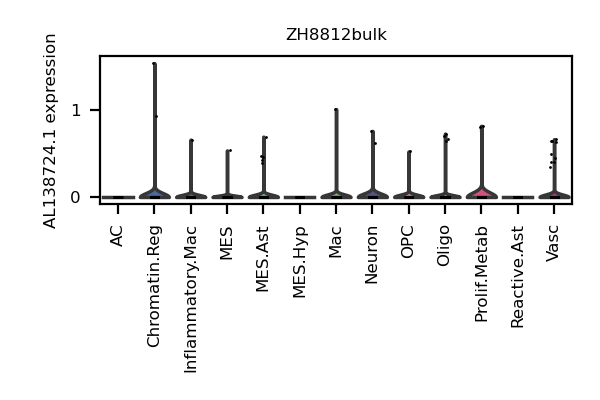 ZH8812bulk
AL138724.1 expression
1
0
AC
Chromatin.Reg
Inflammatory.Mac
MES
MES.Ast
MES.Hyp
Mac
Neuron
OPC
Oligo
Prolif.Metab
Reactive.Ast
Vasc